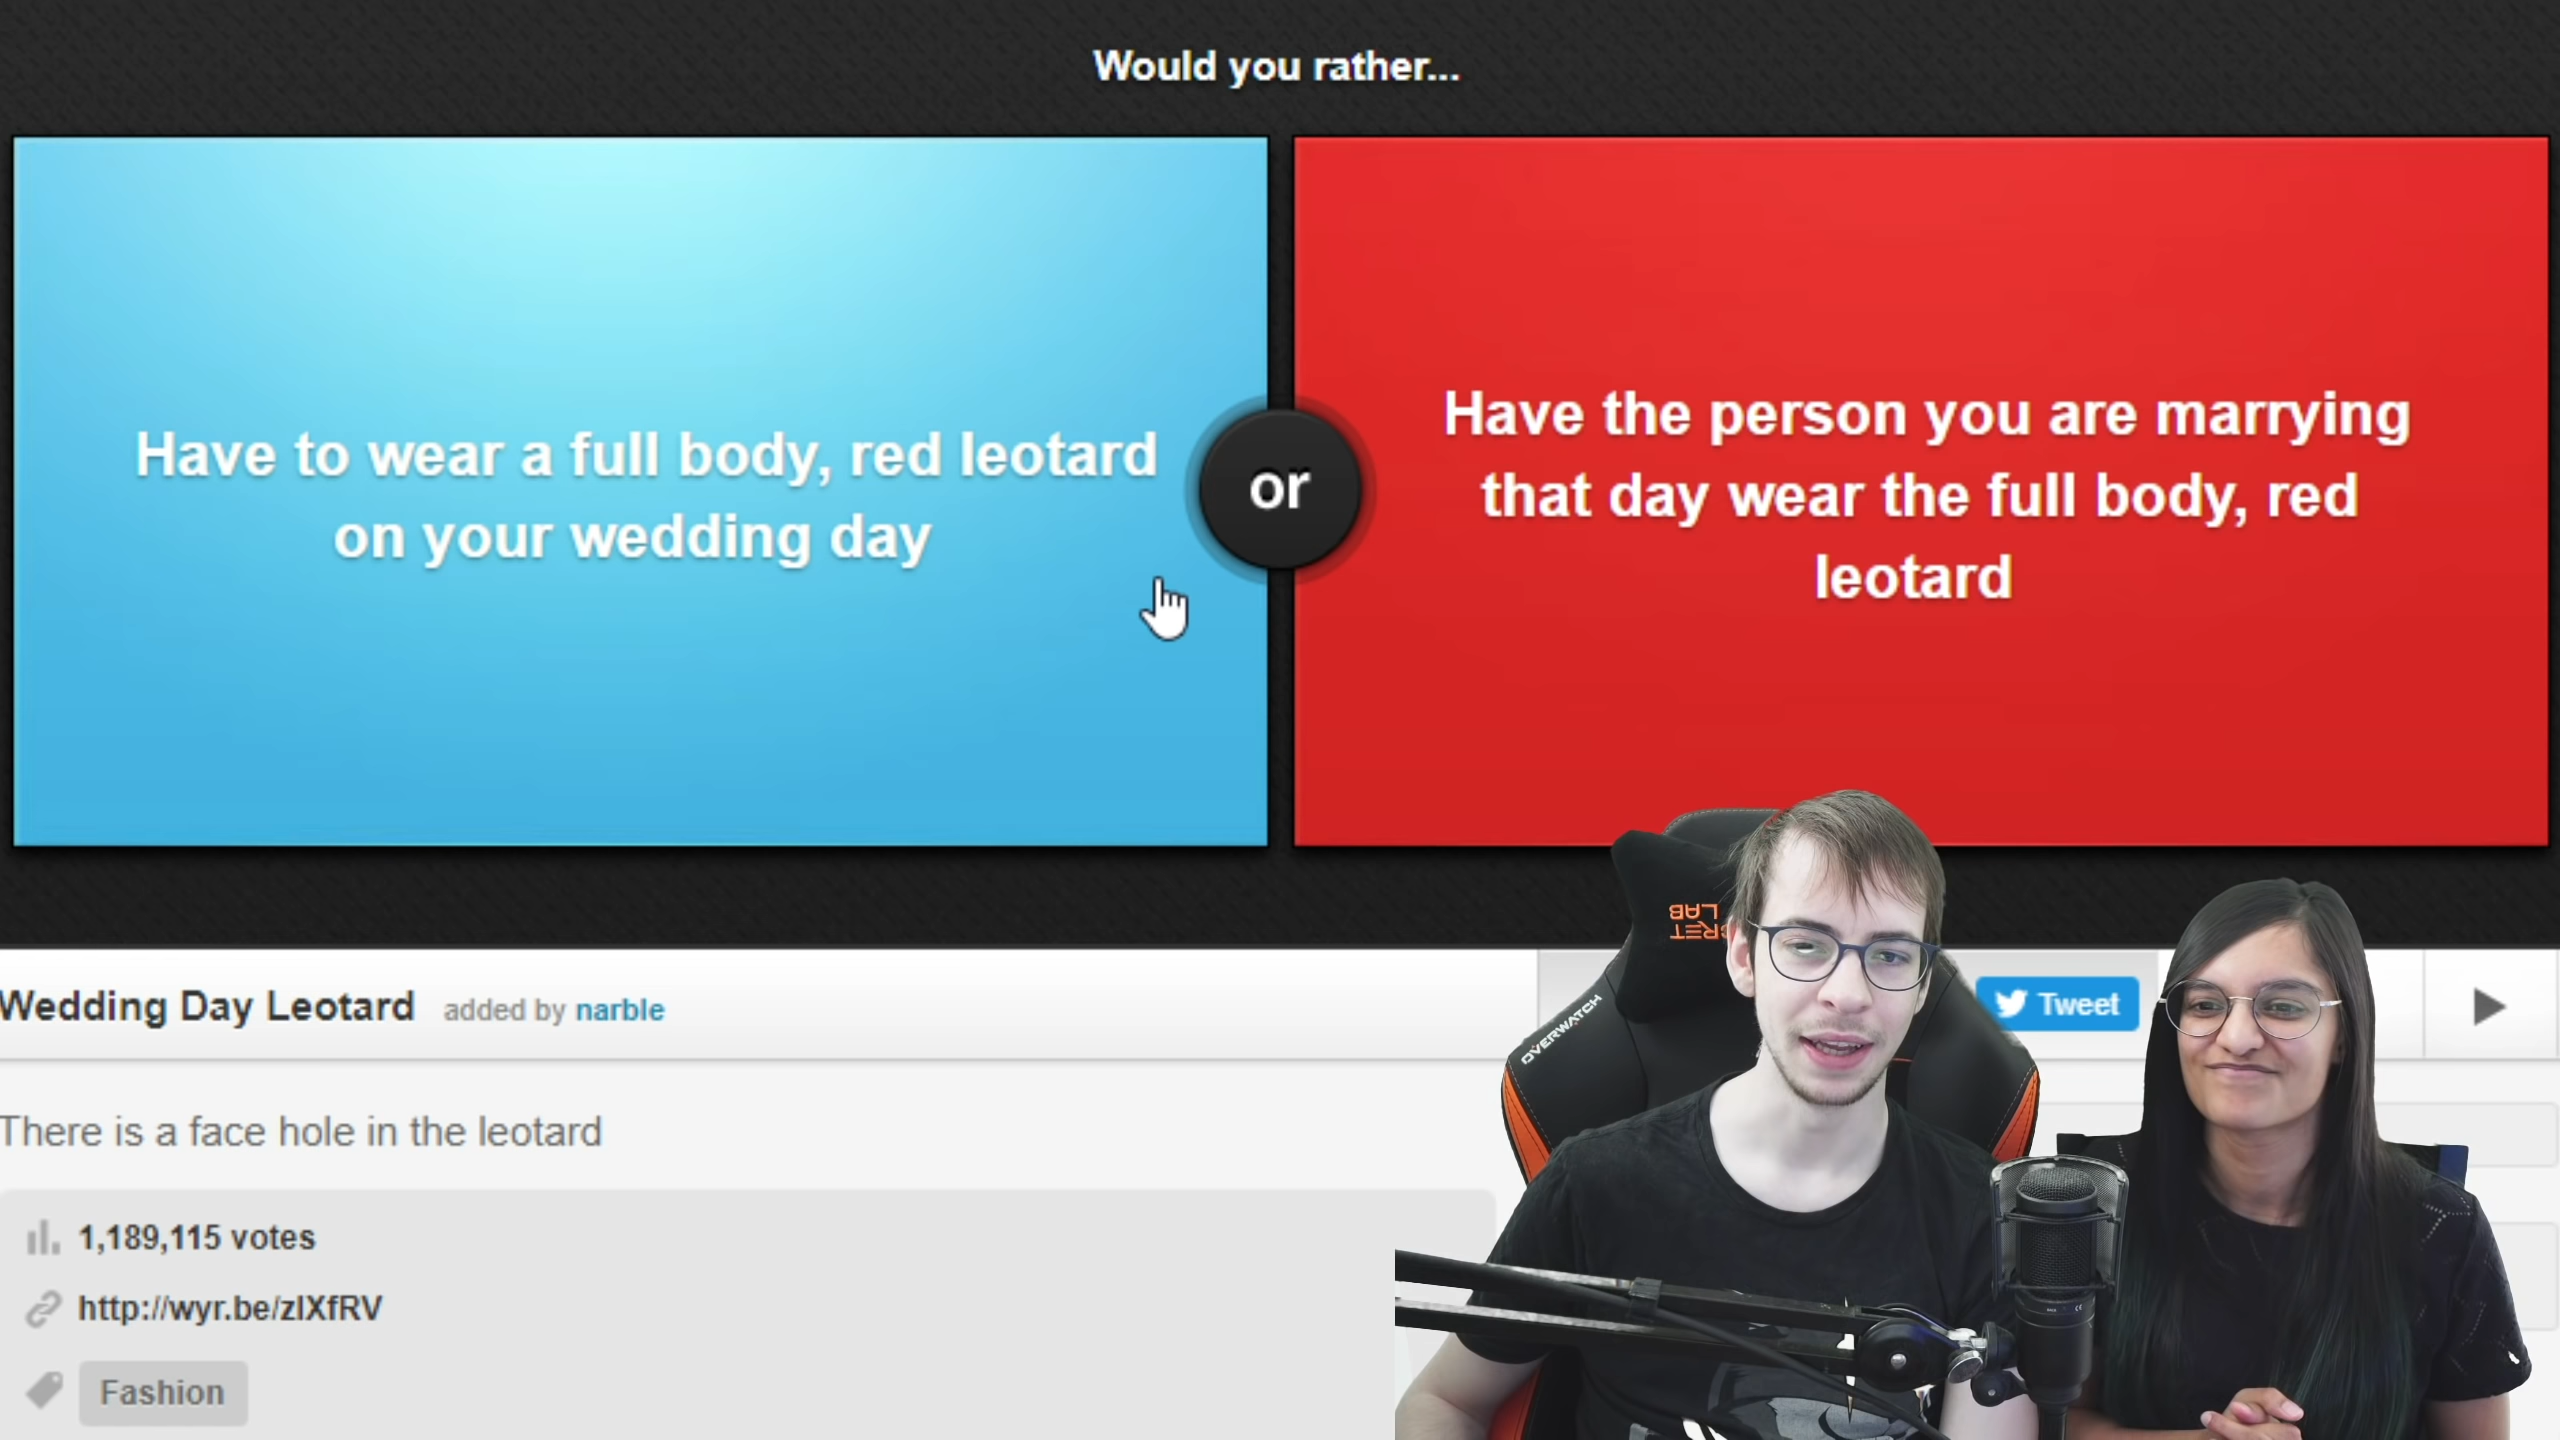 Would you rather...
Have to wear a full body, red leotard
on your wedding day
or
Have the person you are marrying
that day wear the full body, red
leotard
Wedding Day Leotard added by narble
Tweet
There is a face hole in the leotard
1,189,115 votes
http://wyr.be/zlXfRV
Fashion
OVERWATCH
LAB